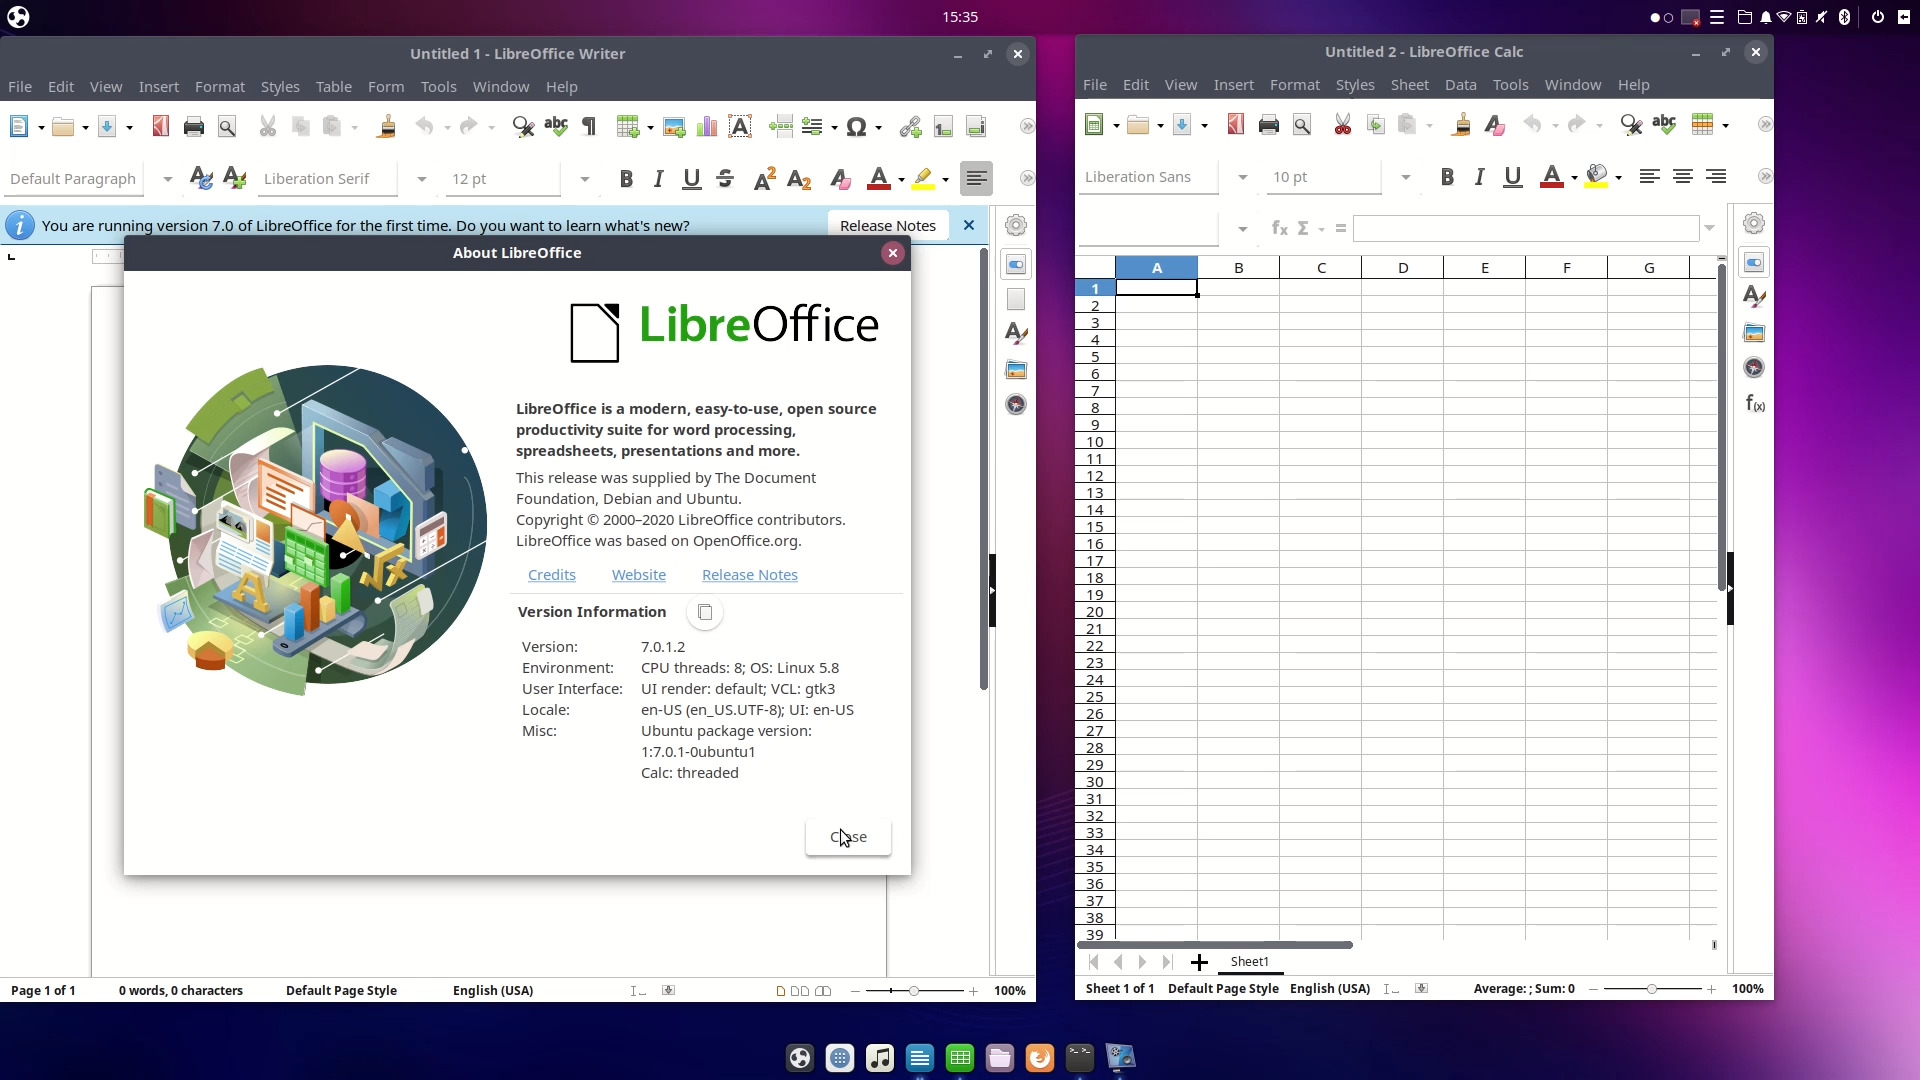 15:35
Untitled 1 - LibreOffice Writer
File Edit View Insert Format Styles Table Form Tools Window Help
Default Paragraph
Liberation Serif
12 pt
You are running version 7.0 of LibreOffice for the first time. Do you want to learn what's new?
Release Notes
About LibreOffice
LibreOffice
LibreOffice is a modern, easy-to-use, open source
productivity suite for word processing,
spreadsheets, presentations and more.
This release was supplied by The Document
Foundation, Debian and Ubuntu.
Copyright © 2000–2020 LibreOffice contributors.
LibreOffice was based on OpenOffice.org.
Credits Website Release Notes
Version Information
Version: 7.0.1.2
Environment: CPU threads: 8; OS: Linux 5.8
User Interface: UI render: default; VCL: gtk3
Locale: en-US (en_US.UTF-8); UI: en-US
Misc: Ubuntu package version:
1:7.0.1-0ubuntu1
Calc: threaded
Close
Page 1 of 1 0 words, 0 characters Default Page Style English (USA) 100%
Untitled 2 - LibreOffice Calc
File Edit View Insert Format Styles Sheet Data Tools Window Help
Liberation Sans
10 pt
A B C D E F G
1
2
3
4
5
6
7
8
9
10
11
12
13
14
15
16
17
18
19
20
21
22
23
24
25
26
27
28
29
30
31
32
33
34
35
36
37
38
39
Sheet1
Sheet 1 of 1 Default Page Style English (USA) Average: ; Sum: 0 100%